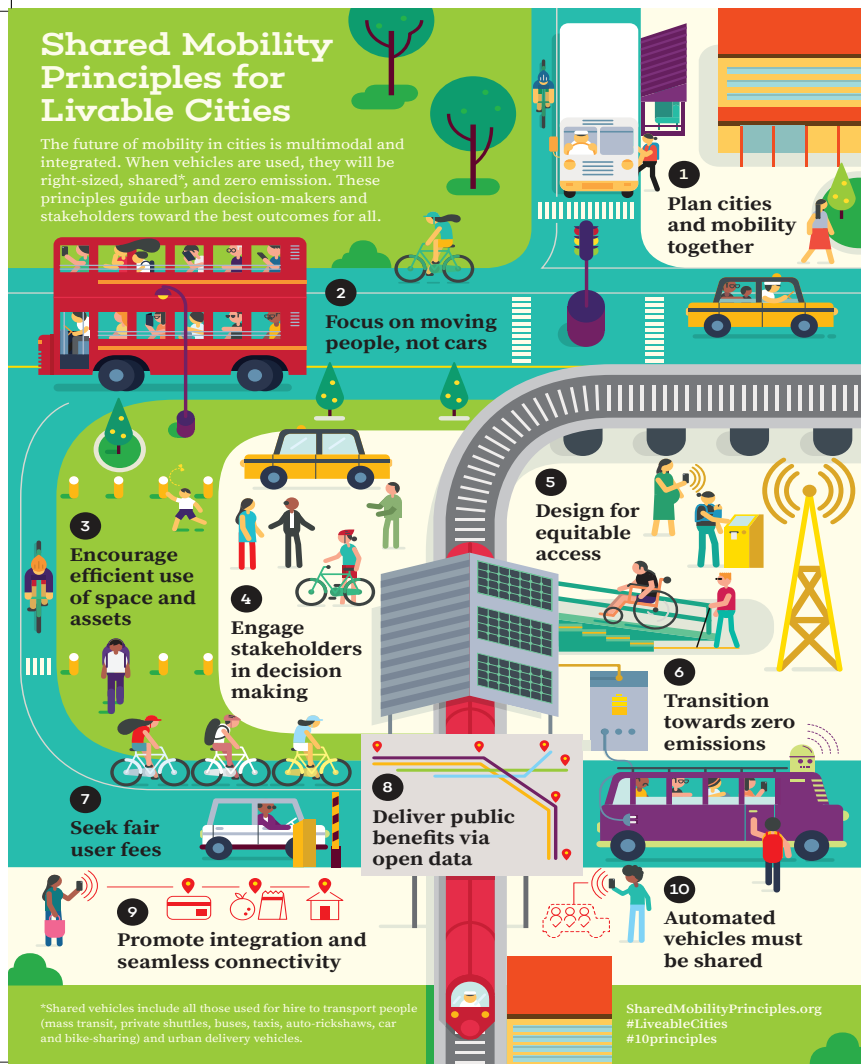 Shared Mobility
Principles for
Livable Cities
The future of mobility in cities is multimodal and
integrated. When vehicles are used, they will be
right-sized, shared*, and zero emission. These
principles guide urban decision-makers and
stakeholders toward the best outcomes for all.
1
Plan cities
and mobility
together
2
Focus on moving
people, not cars
3
Encourage
efficient use
of space and
assets
4
Engage
stakeholders
in decision
making
5
Design for
equitable
access
6
Transition
towards zero
emissions
7
Seek fair
user fees
8
Deliver public
benefits via
open data
9
Promote integration and
seamless connectivity
10
Automated
vehicles must
be shared
*Shared vehicles include all those used for hire to transport people
(mass transit, private shuttles, buses, taxis, auto-rickshaws, car
and bike-sharing) and urban delivery vehicles.
SharedMobilityPrinciples.org
#LiveableCities
#10principles